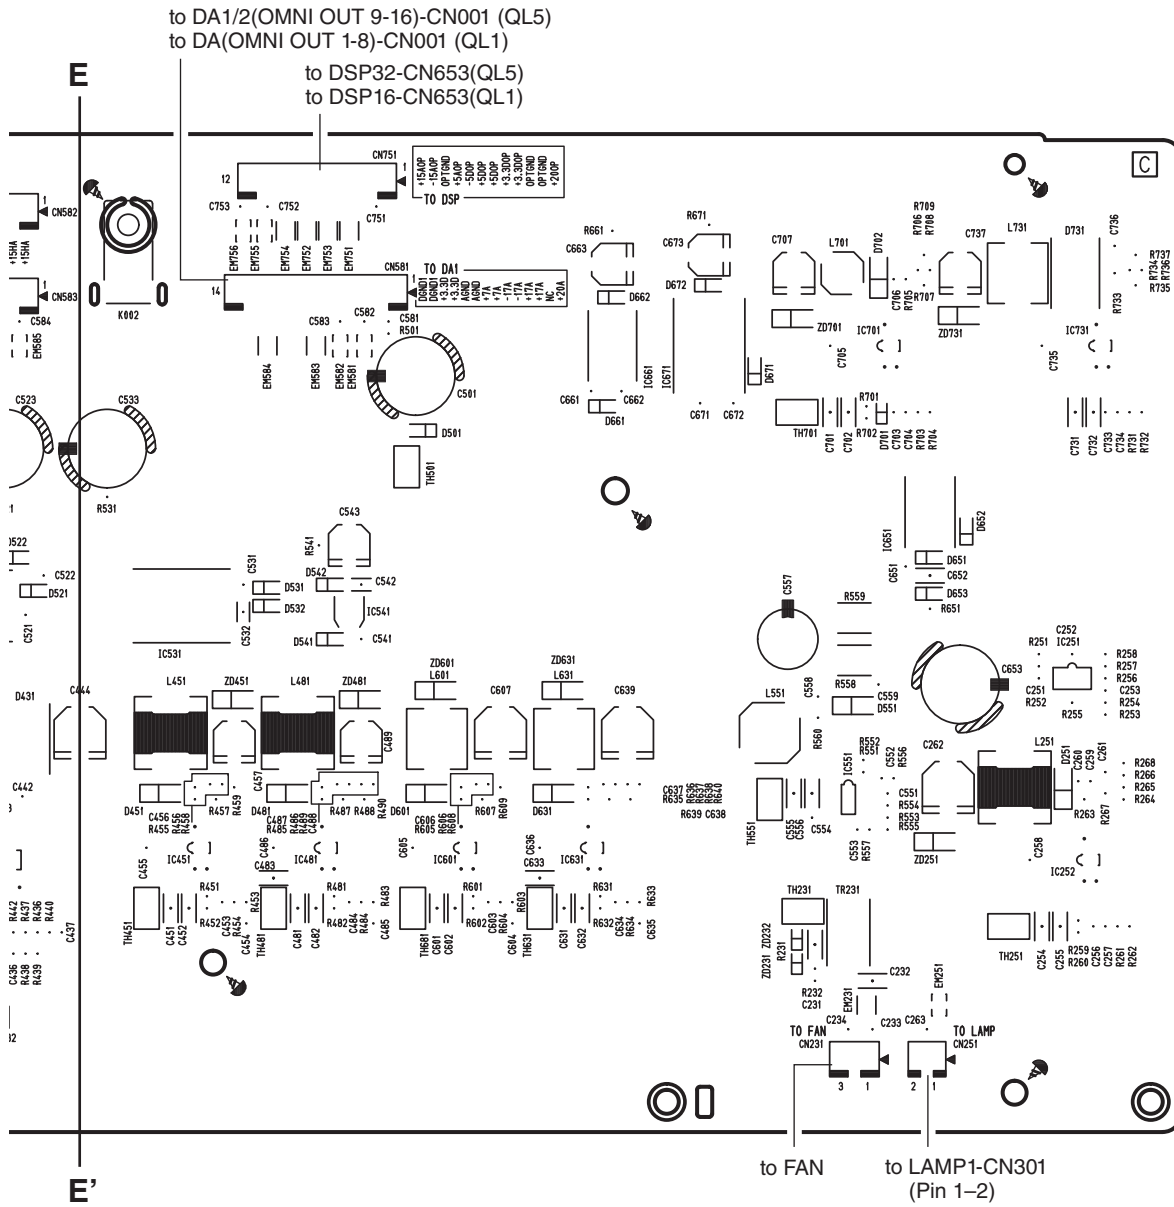 to DA1/2(OMNI OUT 9-16)-CN001 (QL5)
to DA(OMNI OUT 1-8)-CN001 (QL1)
to DSP32-CN653(QL5)
to DSP16-CN653(QL1)
E
C
CN751
12
1
+15AOP
-15AOP
OPTGND
+5AOP
-5DOP
+5DOP
+5DOP
+3.3DOP
+3.3DOP
OPTGND
OPTGND
+20OP
TO DSP
1
CN582
+15HA
+15HA
1
CN583
C584
EM585
K002
C753
C752
C751
EM756
EM755
EM754
EM752
EM753
EM751
CN581
14
1
TO DA1
DGND1
DGND1
+3.3D
+3.3D
AGND
AGND
+7A
+7A
-17A
-17A
+17A
+17A
NC
+20A
C583
C582
C581
R501
EM584
EM583
EM582
EM581
C501
D501
TH501
R661
C663
D662
R671
C673
D672
IC661
IC671
D671
C661
C662
D661
C671
C672
C707
L701
D702
R706
R709
R708
C737
L731
D731
C736
R737
R734
R736
R735
R733
C706
R705
R707
ZD701
IC701
ZD731
IC731
C705
C735
TH701
C701
C702
R701
R702
D701
C703
C704
R703
R704
C731
C732
C733
C734
R731
R732
C523
C533
R531
D522
C522
D521
C521
C543
R541
D542
C542
C531
D531
D532
C532
IC541
D541
C541
IC531
IC651
D652
D651
C651
C652
D653
R651
C557
R559
R558
C558
C559
D551
L551
R560
C653
R251
C252
IC251
R258
R257
R256
C253
R254
R253
C251
R252
R255
D431
C444
L451
ZD451
L481
ZD481
C489
C457
ZD601
L601
C607
ZD631
L631
C639
C442
D451
C456
R455
R456
R458
R457
R459
D481
C487
R485
R486
R489
C488
R487
R488
R490
D601
C606
R605
R606
R608
R607
R609
D631
C637
R635
R636
R637
R638
R640
R639
C638
R552
R551
C552
R556
IC551
C262
L251
D251
C260
C259
C261
R268
R266
R265
R264
TH551
C555
C556
C554
C551
R554
R553
R555
C553
R557
ZD251
R263
R267
C258
IC252
C455
IC451
C486
C483
IC481
C605
IC601
C636
C633
IC631
R442
R437
R436
R440
C437
C436
R438
R439
TH451
C451
C452
R451
R452
C453
R454
C454
R453
TH481
C481
C482
R481
R482
C484
R484
R483
C485
TH681
C601
C602
R601
R602
C603
R604
C604
R603
TH631
C631
C632
R631
R632
C634
R634
R633
C635
TH231
TR231
ZD232
R231
ZD231
R232
C231
C232
EM231
EM251
C234
C233
C263
TO FAN
CN231
3
1
TO LAMP
CN251
2
1
TH251
C254
C255
R259
R260
C256
C257
R261
R262
to FAN
to LAMP1-CN301
(Pin 1–2)
E'